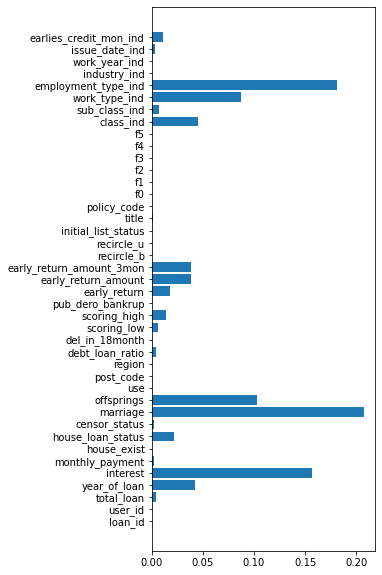 earlies_credit_mon_ind
issue_date_ind
work_year_ind
industry_ind
employment_type_ind
work_type_ind
sub_class_ind
class_ind
f5
f4
f3
f2
f1
f0
policy_code
title
initial_list_status
recircle_u
recircle_b
early_return_amount_3mon
early_return_amount
early_return
pub_dero_bankrup
scoring_high
scoring_low
del_in_18month
debt_loan_ratio
region
post_code
use
offsprings
marriage
censor_status
house_loan_status
house_exist
monthly_payment
interest
year_of_loan
total_loan
user_id
loan_id
0.00 0.05 0.10 0.15 0.20